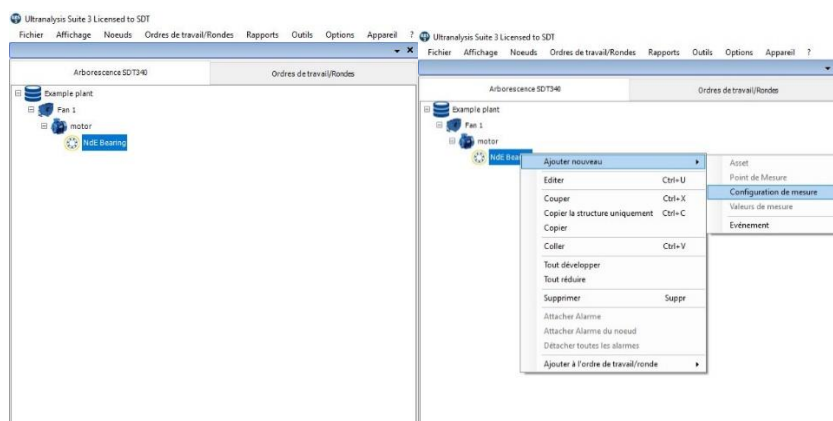 Ultranalysis Suite 3 Licensed to SDT
Fichier Affichage Noeuds Ordres de travail/Rondes Rapports Outils Options Appareil ?
Arborescence SDT340 Ordres de travail/Rondes
Example plant
Fan 1
motor
NdE Bearing
Ultranalysis Suite 3 Licensed to SDT
Fichier Affichage Noeuds Ordres de travail/Rondes Rapports Outils Options Appareil ?
Arborescence SDT340 Ordres de travail/Rondes
Example plant
Fan 1
motor
NdE Bear
Ajouter nouveau
Editer Ctrl+U
Couper Ctrl+X
Copier la structure uniquement Ctrl+C
Copier
Coller Ctrl+V
Tout développer
Tout réduire
Supprimer Suppr
Attacher Alarme
Attacher Alarme du noeud
Détacher toutes les alarmes
Ajouter à l'ordre de travail/ronde
Asset
Point de Mesure
Configuration de mesure
Valeurs de mesure
Evénement